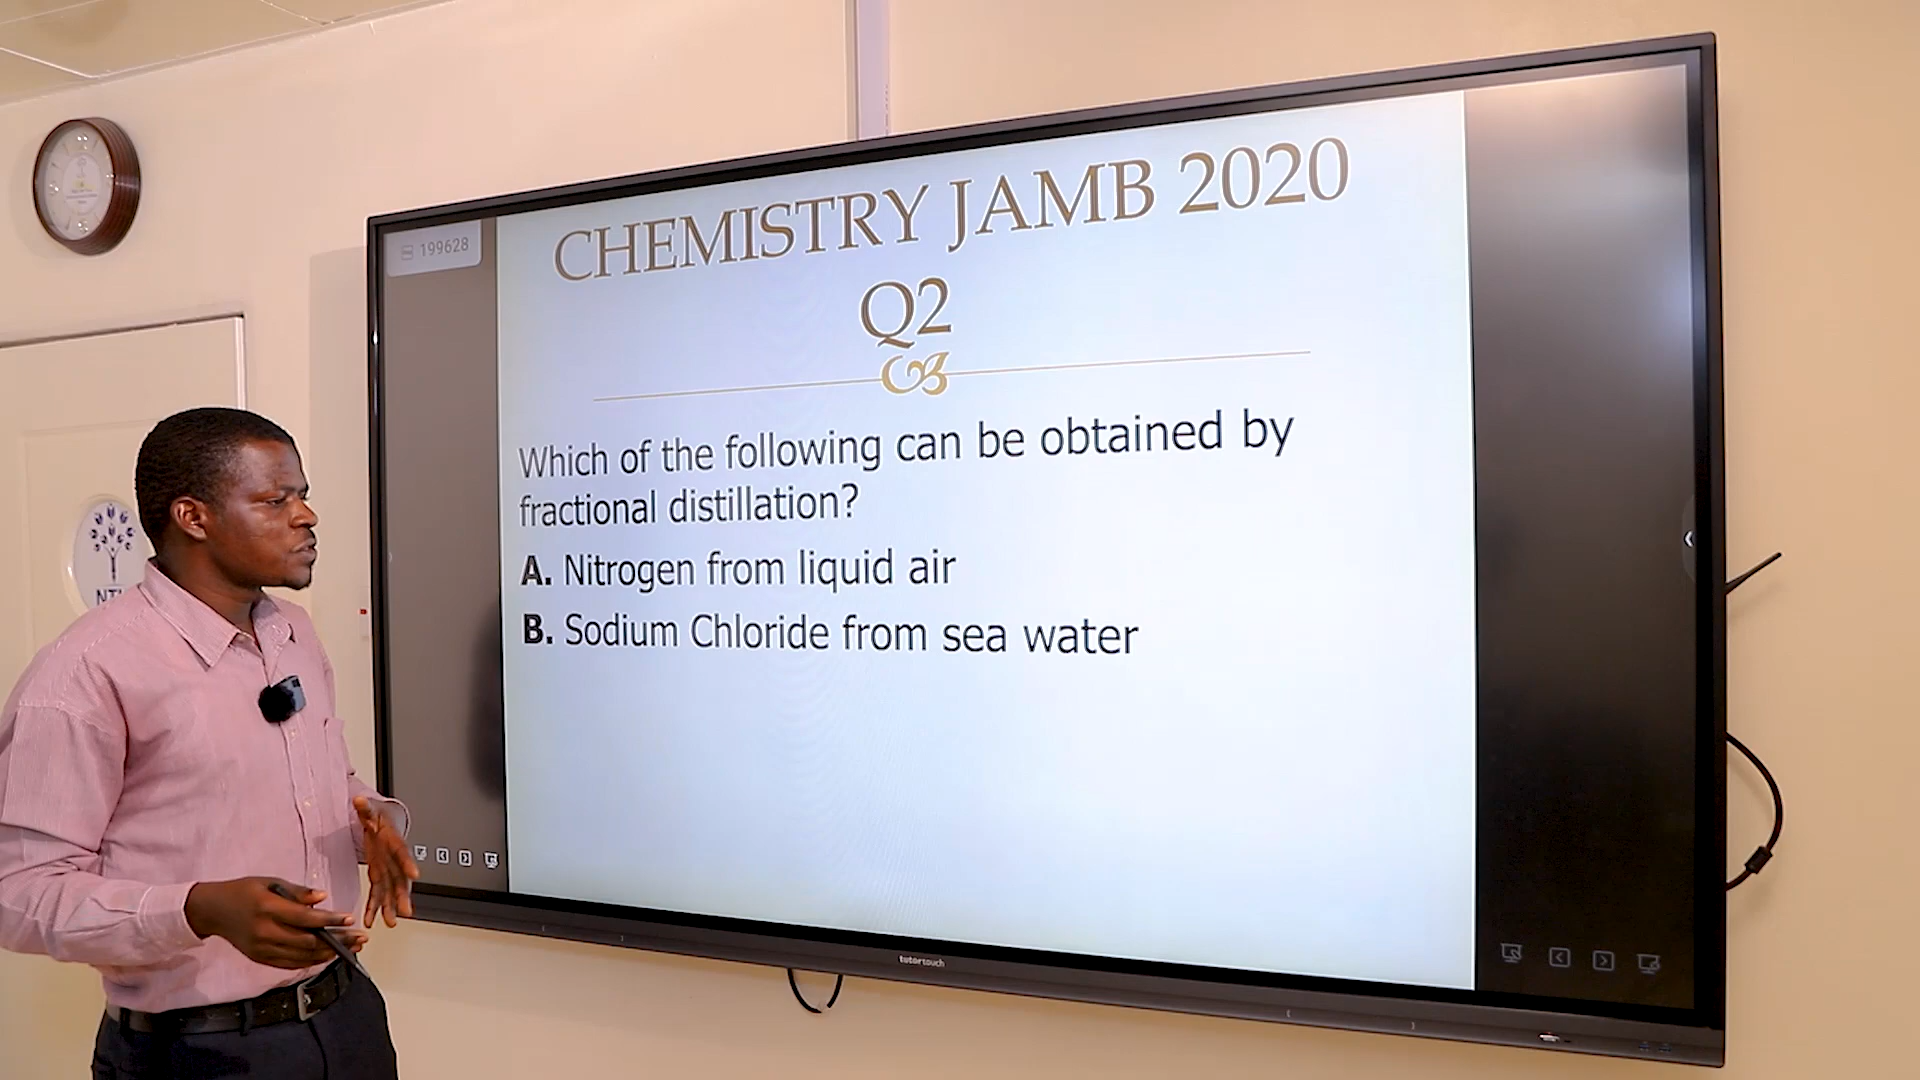 199628
CHEMISTRY JAMB 2020
Q2
Which of the following can be obtained by
fractional distillation?
A. Nitrogen from liquid air
B. Sodium Chloride from sea water
tutortouch